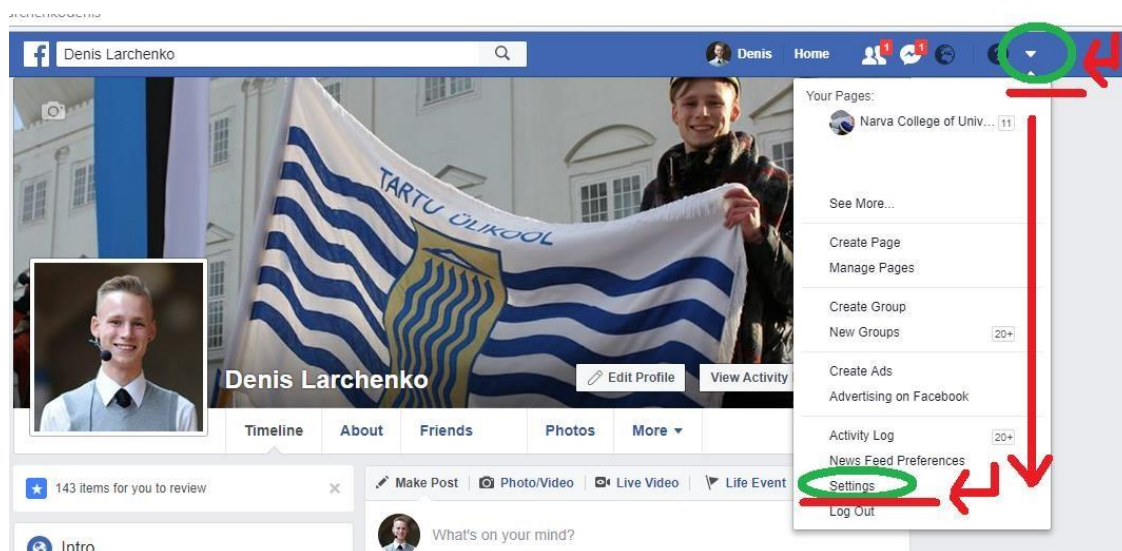 Denis Larchenko
Denis
Home
1
1
Your Pages:
Narva College of Univ... 11
See More...
Create Page
Manage Pages
Create Group
New Groups 20+
Create Ads
Advertising on Facebook
Activity Log 20+
News Feed Preferences
Settings
Log Out
TARTU ÜLIKOOL
Denis Larchenko
Edit Profile
View Activity
Timeline
About
Friends
Photos
More
143 items for you to review
Make Post
Photo/Video
Live Video
Life Event
What's on your mind?
Intro